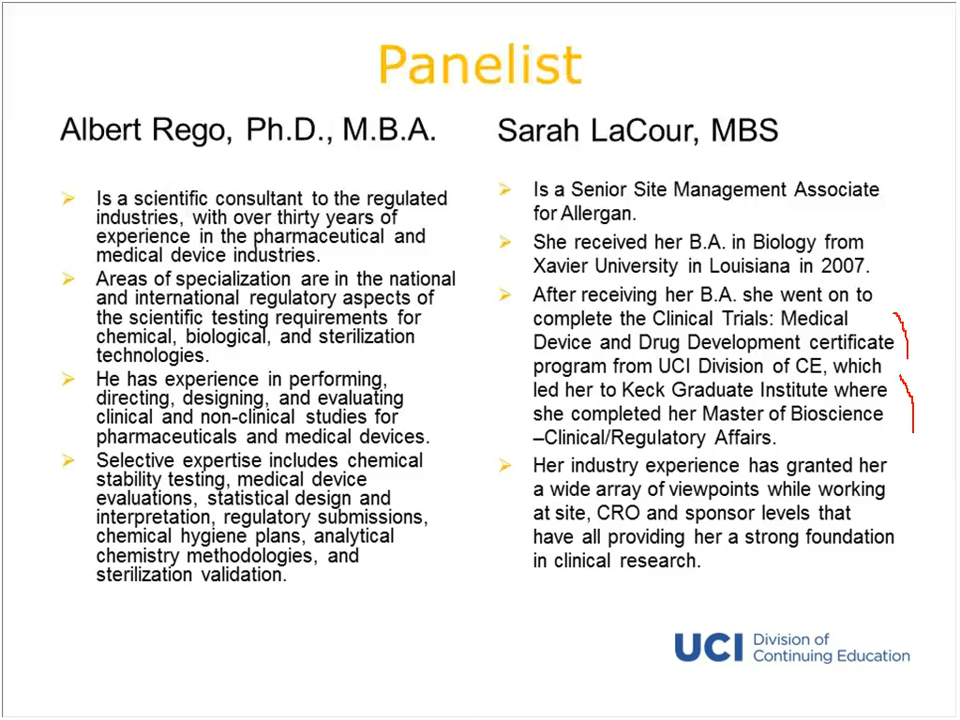 Panelist
Albert Rego, Ph.D., M.B.A.
Is a scientific consultant to the regulated
industries, with over thirty years of
experience in the pharmaceutical and
medical device industries.
Areas of specialization are in the national
and international regulatory aspects of
the scientific testing requirements for
chemical, biological, and sterilization
technologies.
He has experience in performing,
directing, designing, and evaluating
clinical and non-clinical studies for
pharmaceuticals and medical devices.
Selective expertise includes chemical
stability testing, medical device
evaluations, statistical design and
interpretation, regulatory submissions,
chemical hygiene plans, analytical
chemistry methodologies, and
sterilization validation.
Sarah LaCour, MBS
Is a Senior Site Management Associate
for Allergan.
She received her B.A. in Biology from
Xavier University in Louisiana in 2007.
After receiving her B.A. she went on to
complete the Clinical Trials: Medical
Device and Drug Development certificate
program from UCI Division of CE, which
led her to Keck Graduate Institute where
she completed her Master of Bioscience
–Clinical/Regulatory Affairs.
Her industry experience has granted her
a wide array of viewpoints while working
at site, CRO and sponsor levels that
have all providing her a strong foundation
in clinical research.
UCI Division of
Continuing Education